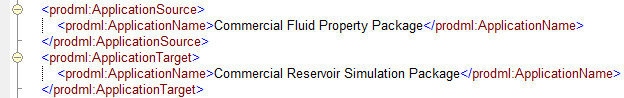 <prodml:ApplicationSource>
<prodml:ApplicationName>Commercial Fluid Property Package</prodml:ApplicationName>
</prodml:ApplicationSource>
<prodml:ApplicationTarget>
<prodml:ApplicationName>Commercial Reservoir Simulation Package</prodml:ApplicationName>
</prodml:ApplicationTarget>